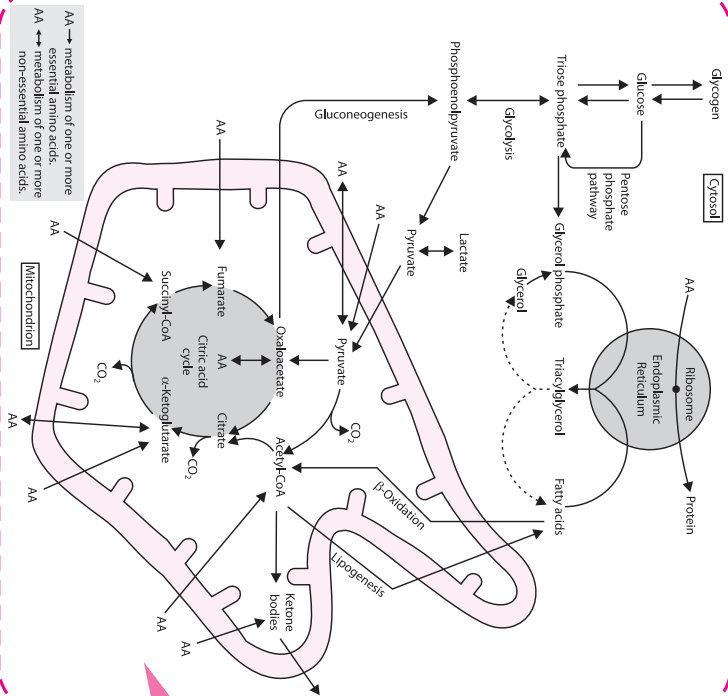 Cytosol
Glycogen
Glucose
Pentose
phosphate
pathway
Triose phosphate
Glycolysis
Phosphoenolpyruvate
Gluconeogenesis
Glycerol phosphate
Glycerol
Triacylglycerol
Fatty acids
AA
Ribosome
Endoplasmic
Reticulum
Protein
Lactate
Pyruvate
AA
AA
AA
Pyruvate
CO₂
Oxaloacetate
Acetyl-CoA
β-Oxidation
Lipogenesis
Fumarate
AA
Citric acid
cycle
Citrate
CO₂
AA
Succinyl-CoA
α-Ketoglutarate
CO₂
Ketone
bodies
AA
AA
AA
AA
Mitochondrion
AA → metabolism of one or more
essential amino acids.
AA ↔ metabolism of one or more
non-essential amino acids.